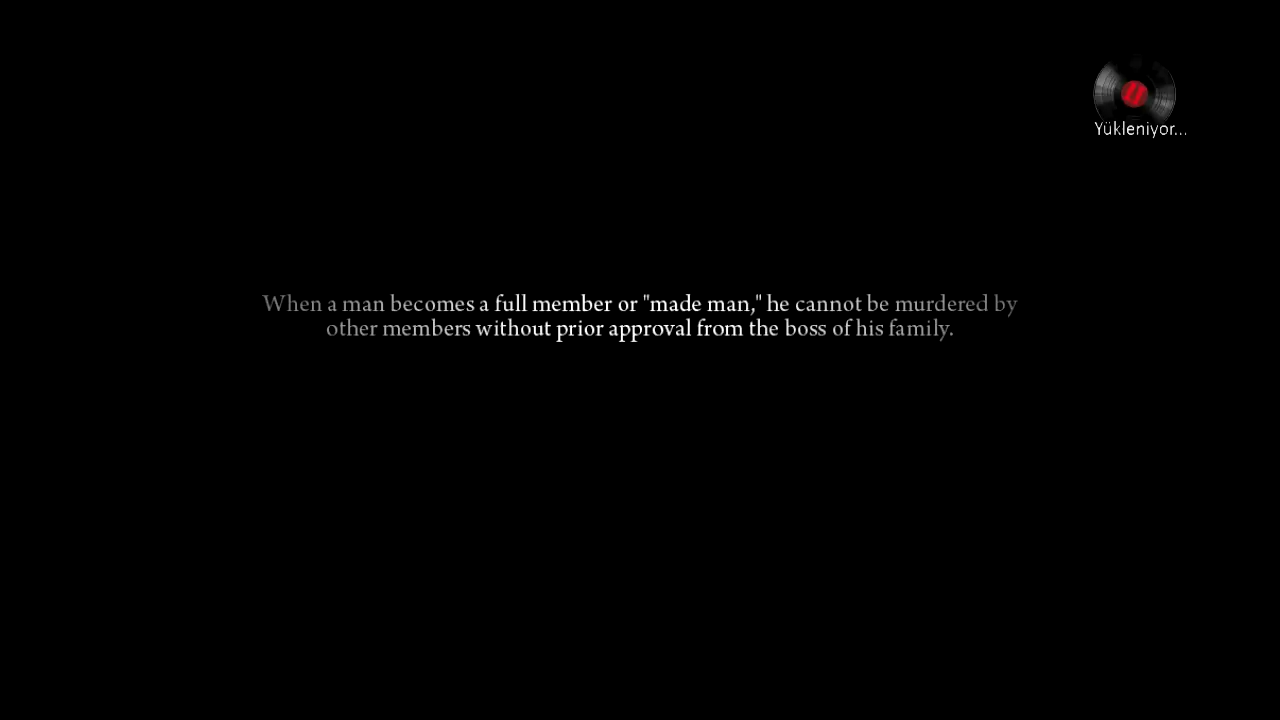 Yükleniyor...
When a man becomes a full member or "made man," he cannot be murdered by
other members without prior approval from the boss of his family.